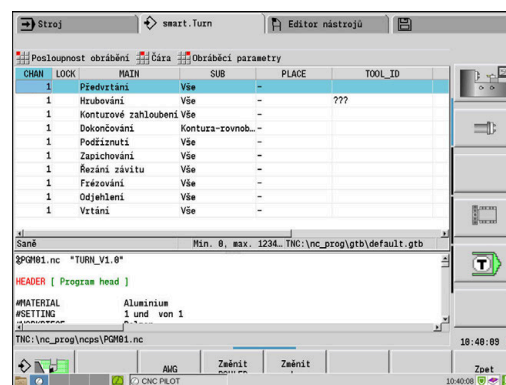 Stroj smart.Turn Editor nástrojů
Posloupnost obrábění Čára Obráběcí parametry
CHAN LOCK MAIN SUB PLACE TOOL_ID
1 Předvrtání Vše -
1 Hrubování Vše - ???
1 Konturové zahloubení Vše -
1 Dokončování Kontura-rovnob… -
1 Podříznutí Vše -
1 Zapichování Vše -
1 Řezání závitu Vše -
1 Frézování Vše -
1 Odjehlení Vše -
1 Vrtání Vše -
Saně Min. 0, max. 1234… TNC:\nc_prog\gtb\default.gtb
%PGM01.nc "TURN_V1.0"
HEADER [ Program head ]
#MATERIAL Aluminium
#SETTING 1 und von 1
TNC:\nc_prog\ncps\PGM01.nc
T
10:40:09
AWG Změnit Změnit Zpet
CNC PILOT 10:40:08